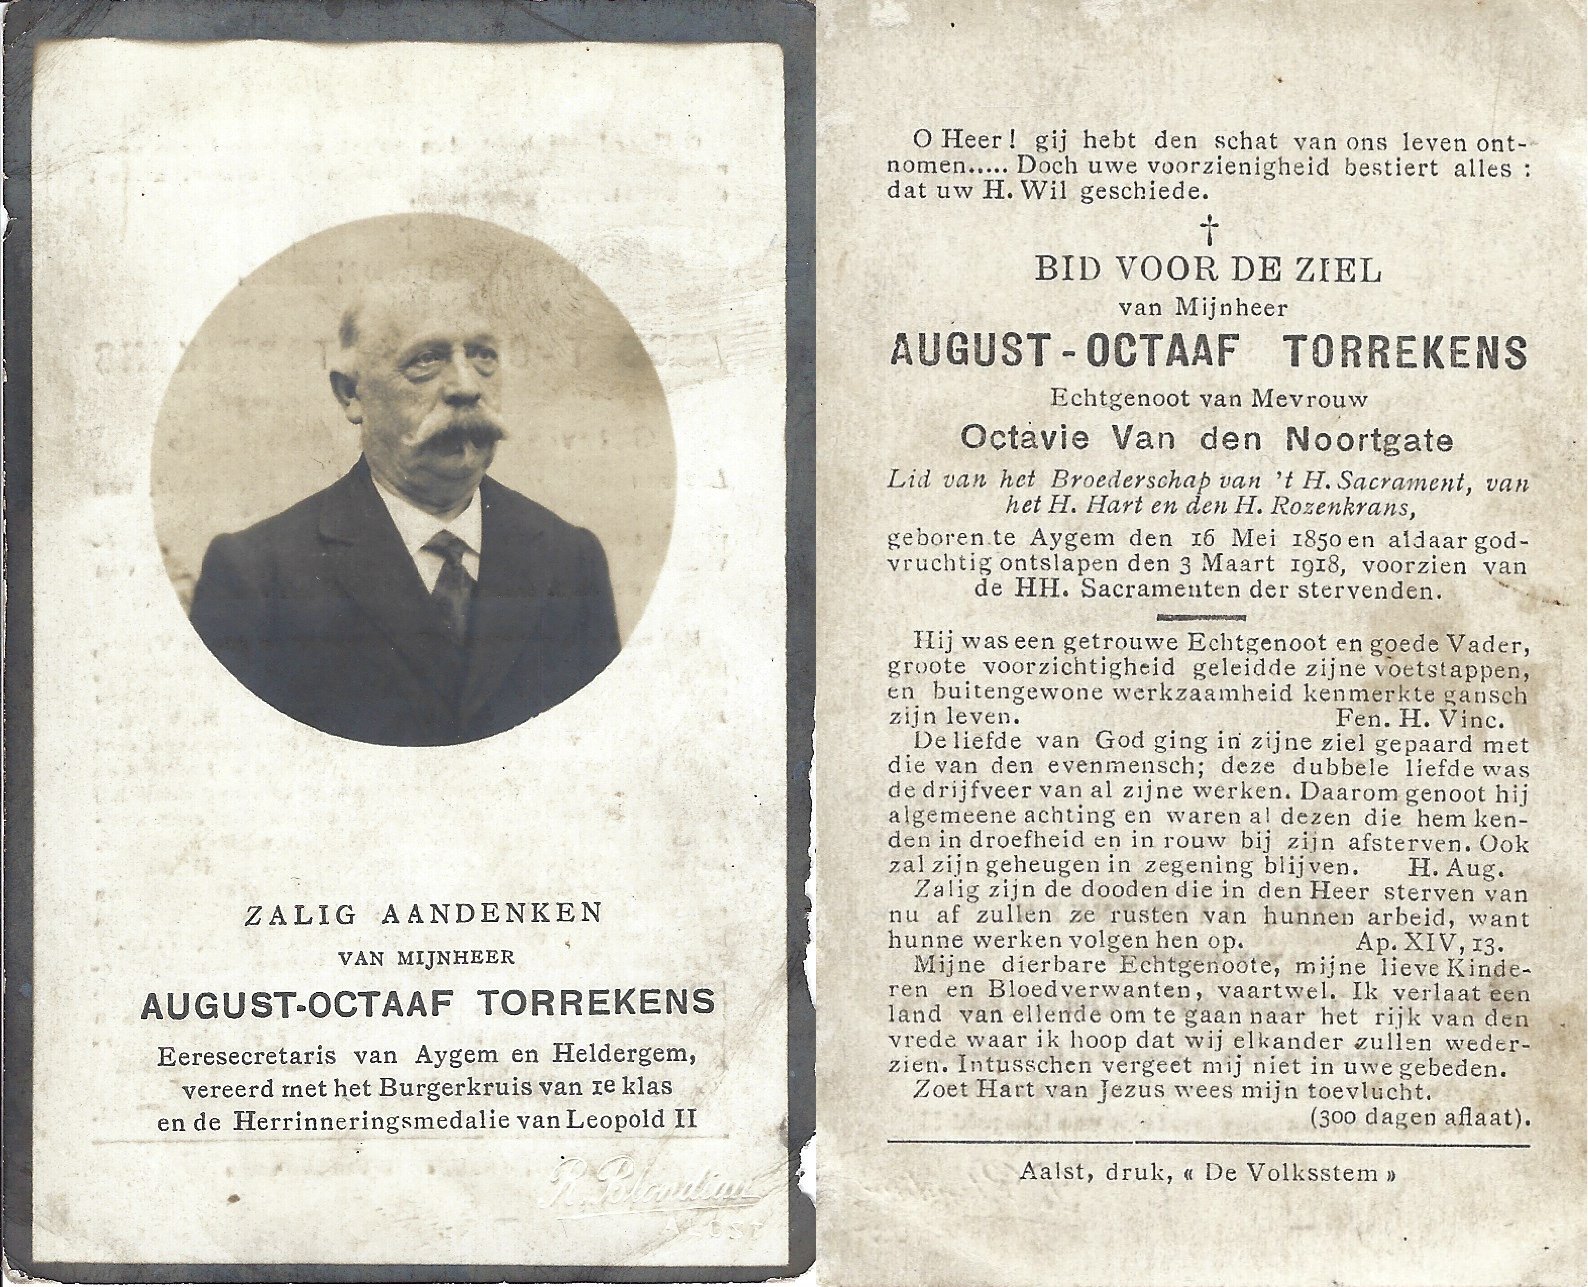 ZALIG AANDENKEN
VAN MIJNHEER
AUGUST-OCTAAF TORREKENS
Eeresecretaris van Aygem en Heldergem,
vereerd met het Burgerkruis van 1e klas
en de Herrinneringsmedalie van Leopold II
O Heer! gij hebt den schat van ons leven ont-
nomen..... Doch uwe voorzienigheid bestiert alles :
dat uw H. Wil geschiede.
†
BID VOOR DE ZIEL
van Mijnheer
AUGUST-OCTAAF TORREKENS
Echtgenoot van Mevrouw
Octavie Van den Noortgate
Lid van het Broederschap van 't H. Sacrament, van
het H. Hart en den H. Rozenkrans,
geboren te Aygem den 16 Mei 1850 en aldaar god-
vruchtig ontslapen den 3 Maart 1918, voorzien van
de HH. Sacramenten der stervenden.
Hij was een getrouwe Echtgenoot en goede Vader,
groote voorzichtigheid geleidde zijne voetstappen,
en buitengewone werkzaamheid kenmerkte gansch
zijn leven. Fen. H. Vinc.
De liefde van God ging in zijne ziel gepaard met
die van den evenmensch; deze dubbele liefde was
de drijfveer van al zijne werken. Daarom genoot hij
algemeene achting en waren al dezen die hem ken-
den in droefheid en in rouw bij zijn afsterven. Ook
zal zijn geheugen in zegening blijven. H. Aug.
Zalig zijn de dooden die in den Heer sterven van
nu af zullen ze rusten van hunnen arbeid, want
hunne werken volgen hen op. Ap. XIV, 13.
Mijne dierbare Echtgenoote, mijne lieve Kinde-
ren en Bloedverwanten, vaartwel. Ik verlaat een
land van ellende om te gaan naar het rijk van den
vrede waar ik hoop dat wij elkander zullen weder-
zien. Intusschen vergeet mij niet in uwe gebeden.
Zoet Hart van Jezus wees mijn toevlucht.
(300 dagen aflaat).
Aalst, druk, « De Volksstem »